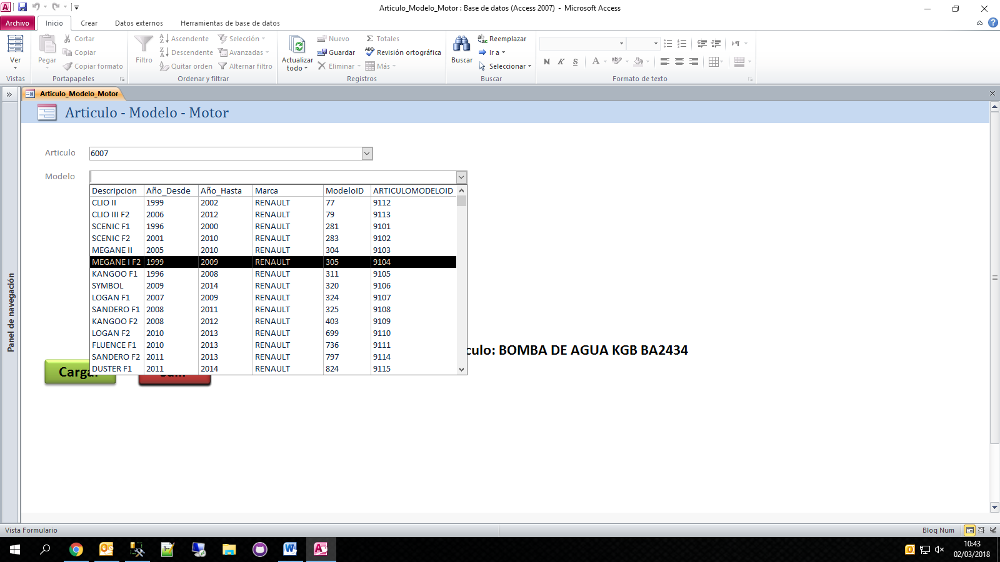 Articulo_Modelo_Motor : Base de datos (Access 2007) - Microsoft Access
Archivo Inicio Crear Datos externos Herramientas de base de datos
Ver
Vistas
Pegar
Cortar
Copiar
Copiar formato
Portapapeles
Filtro
Ascendente
Descendente
Quitar orden
Selección
Avanzadas
Alternar filtro
Ordenar y filtrar
Actualizar
todo
Nuevo
Guardar
Eliminar
Totales
Revisión ortográfica
Más
Registros
Buscar
Reemplazar
Ir a
Seleccionar
Buscar
N K S
Formato de texto
Articulo_Modelo_Motor
Articulo - Modelo - Motor
Panel de navegación
Articulo 6007
Modelo
Descripcion Año_Desde Año_Hasta Marca ModeloID ARTICULOMODELOID
CLIO II 1999 2002 RENAULT 77 9112
CLIO III F2 2006 2012 RENAULT 79 9113
SCENIC F1 1996 2000 RENAULT 281 9101
SCENIC F2 2001 2010 RENAULT 283 9102
MEGANE II 2005 2010 RENAULT 304 9103
MEGANE I F2 1999 2009 RENAULT 305 9104
KANGOO F1 1996 2008 RENAULT 311 9105
SYMBOL 2009 2014 RENAULT 320 9106
LOGAN F1 2007 2009 RENAULT 324 9107
SANDERO F1 2008 2011 RENAULT 325 9108
KANGOO F2 2008 2012 RENAULT 403 9109
LOGAN F2 2010 2013 RENAULT 699 9110
FLUENCE F1 2010 2013 RENAULT 736 9111
SANDERO F2 2011 2013 RENAULT 797 9114
DUSTER F1 2011 2014 RENAULT 824 9115
culo: BOMBA DE AGUA KGB BA2434
Carga
Vista Formulario
Bloq Num
10:43
02/03/2018